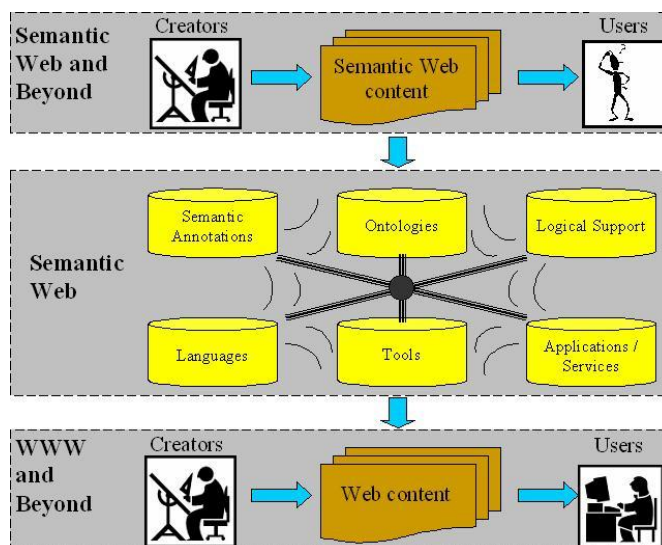 Semantic
Web and
Beyond
Creators
Semantic Web
content
Users
?
Semantic
Web
Semantic
Annotations
Ontologies
Logical Support
Languages
Tools
Applications /
Services
WWW
and
Beyond
Creators
Web content
Users